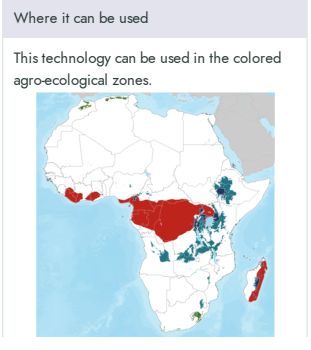 Where it can be used
This technology can be used in the colored
agro-ecological zones.